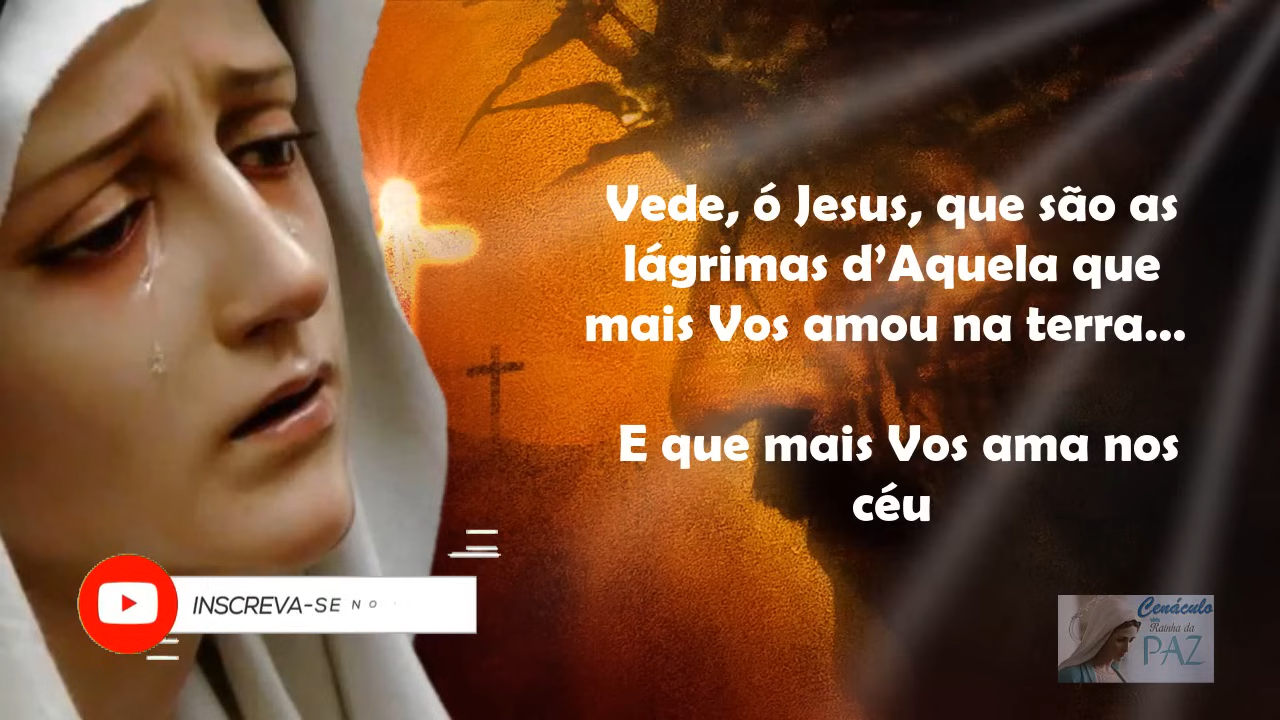 Vede, ó Jesus, que são as
lágrimas d’Aquela que
mais Vos amou na terra...
E que mais Vos ama nos
céu
INSCREVA-SE NO
Cenáculo
Rainha da
PAZ